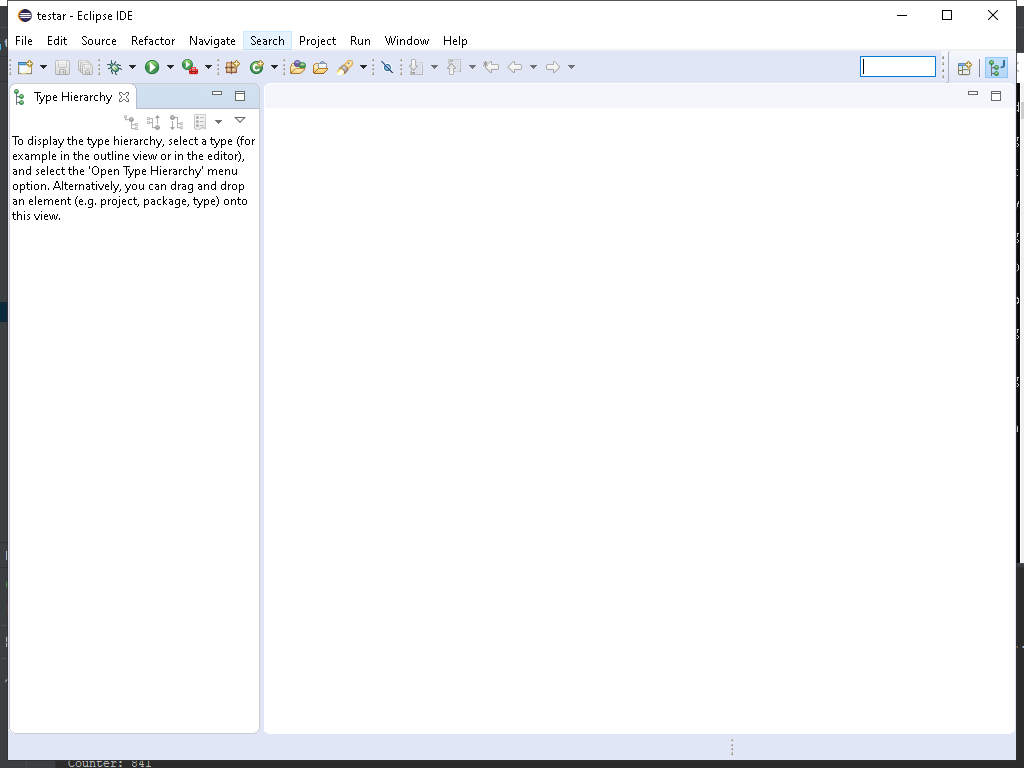 testar - Eclipse IDE
File Edit Source Refactor Navigate Search Project Run Window Help
Type Hierarchy
To display the type hierarchy, select a type (for
example in the outline view or in the editor),
and select the 'Open Type Hierarchy' menu
option. Alternatively, you can drag and drop
an element (e.g. project, package, type) onto
this view.
Counter: 841